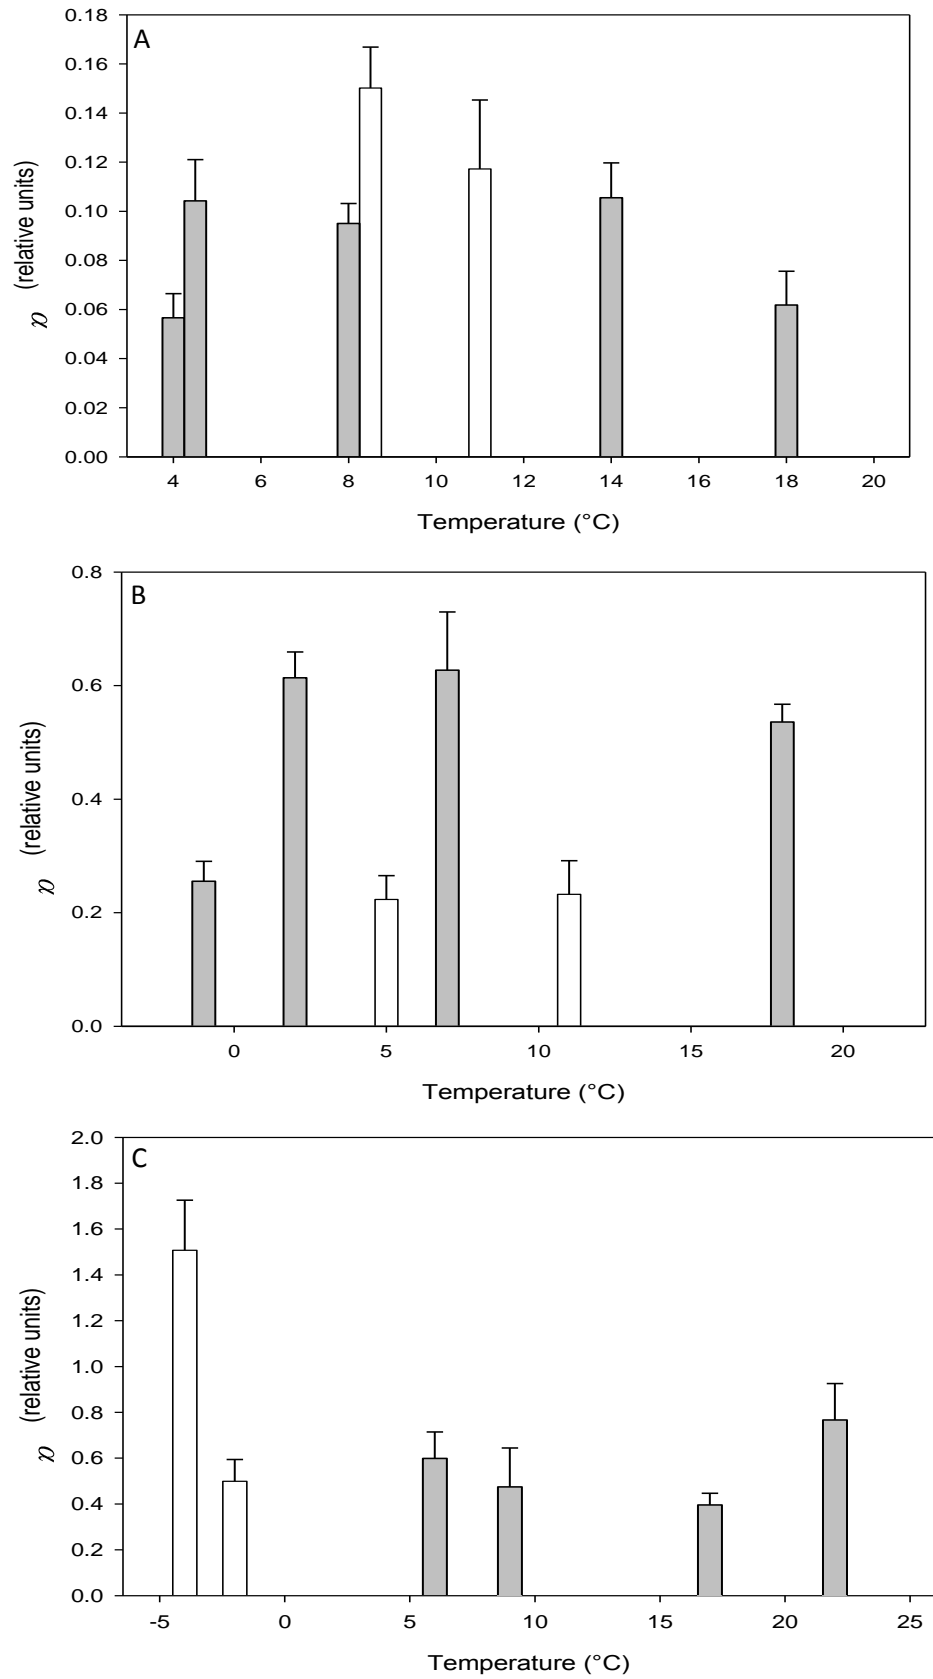 A
0.18
0.16
0.14
0.12
0.10
0.08
0.06
0.04
0.02
0.00
α (relative units)
4 6 8 10 12 14 16 18 20
Temperature (°C)
B
0.8
0.6
0.4
0.2
0.0
α (relative units)
0 5 10 15 20
Temperature (°C)
C
2.0
1.8
1.6
1.4
1.2
1.0
0.8
0.6
0.4
0.2
0.0
α (relative units)
-5 0 5 10 15 20 25
Temperature (°C)